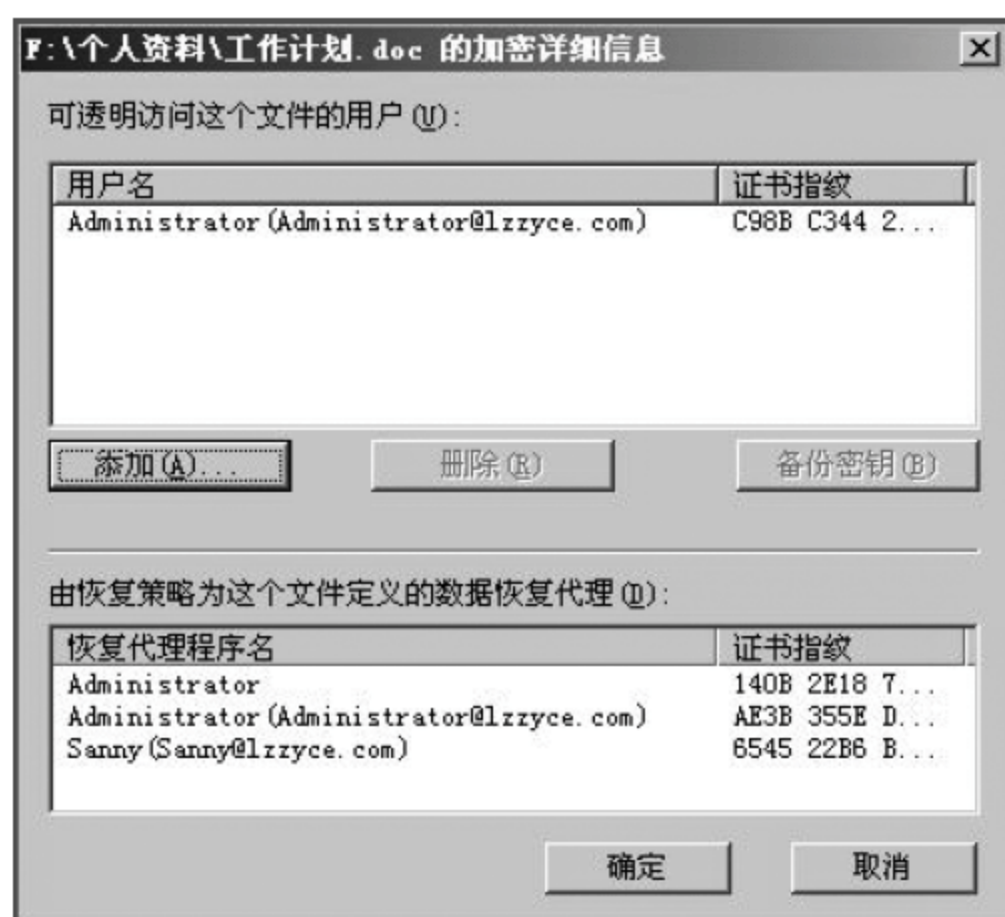 F:\个人资料\工作计划.doc 的加密详细信息
可透明访问这个文件的用户(U):
用户名 证书指纹
Administrator(Administrator@lzzyce.com) C98B C344 2...
添加(A)... 删除(R) 备份密钥(B)
由恢复策略为这个文件定义的数据恢复代理(D):
恢复代理程序名 证书指纹
Administrator 140B 2E18 7...
Administrator(Administrator@lzzyce.com) AE3B 355E D...
Sanny(Sanny@lzzyce.com) 6545 22B6 B...
确定 取消